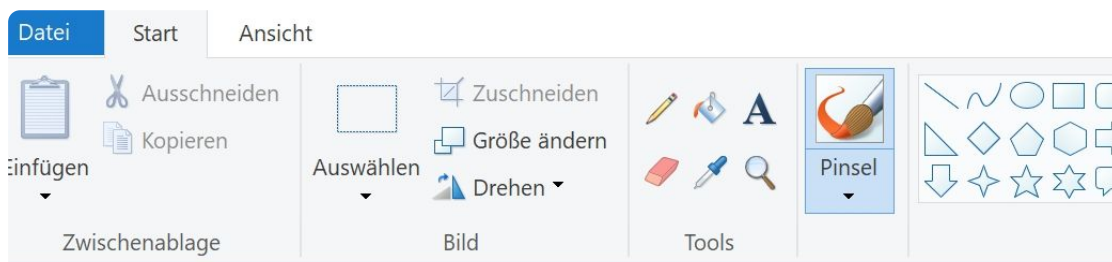 Datei Start Ansicht
Ausschneiden
Kopieren
Einfügen
Zwischenablage
Zuschneiden
Größe ändern
Auswählen
Drehen
Bild
A
Tools
Pinsel